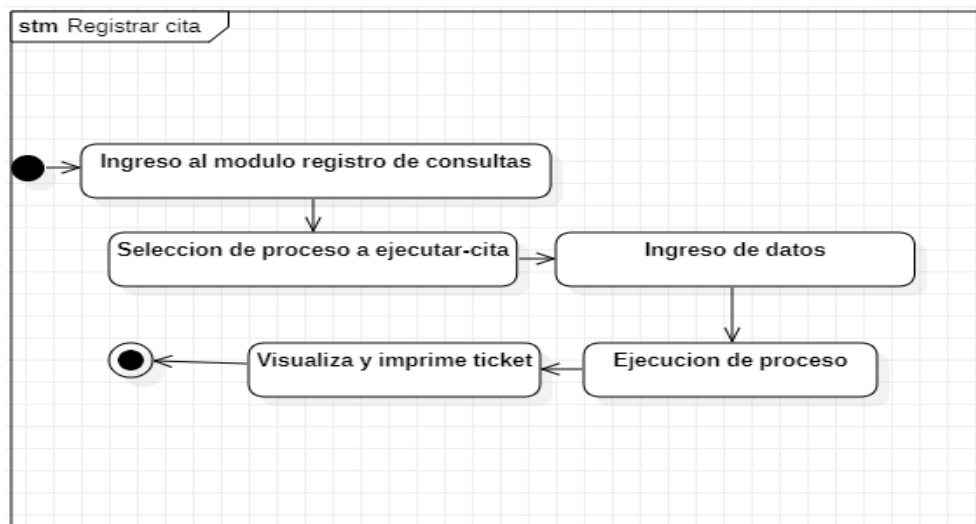 stm Registrar cita
Ingreso al modulo registro de consultas
Seleccion de proceso a ejecutar-cita
Ingreso de datos
Visualiza y imprime ticket
Ejecucion de proceso